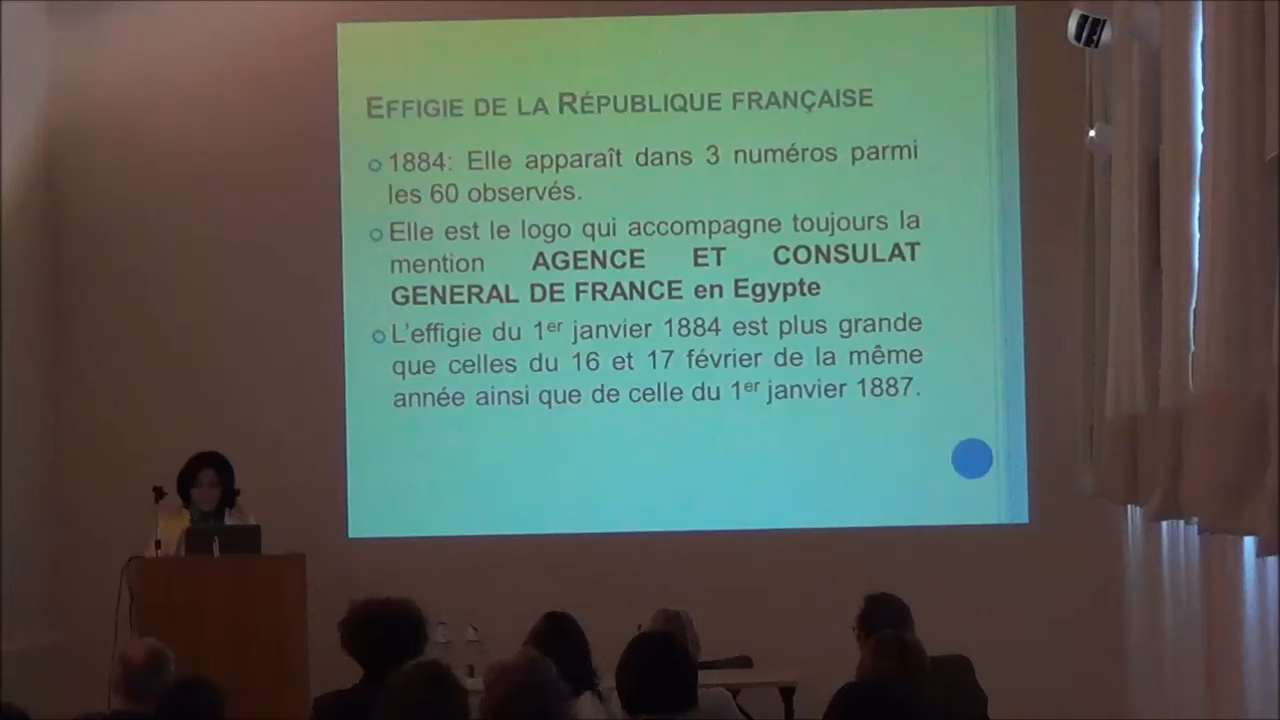 EFFIGIE DE LA RÉPUBLIQUE FRANÇAISE
1884: Elle apparaît dans 3 numéros parmi
les 60 observés.
Elle est le logo qui accompagne toujours la
mention AGENCE ET CONSULAT
GENERAL DE FRANCE en Egypte
L'effigie du 1er janvier 1884 est plus grande
que celles du 16 et 17 février de la même
année ainsi que de celle du 1er janvier 1887.